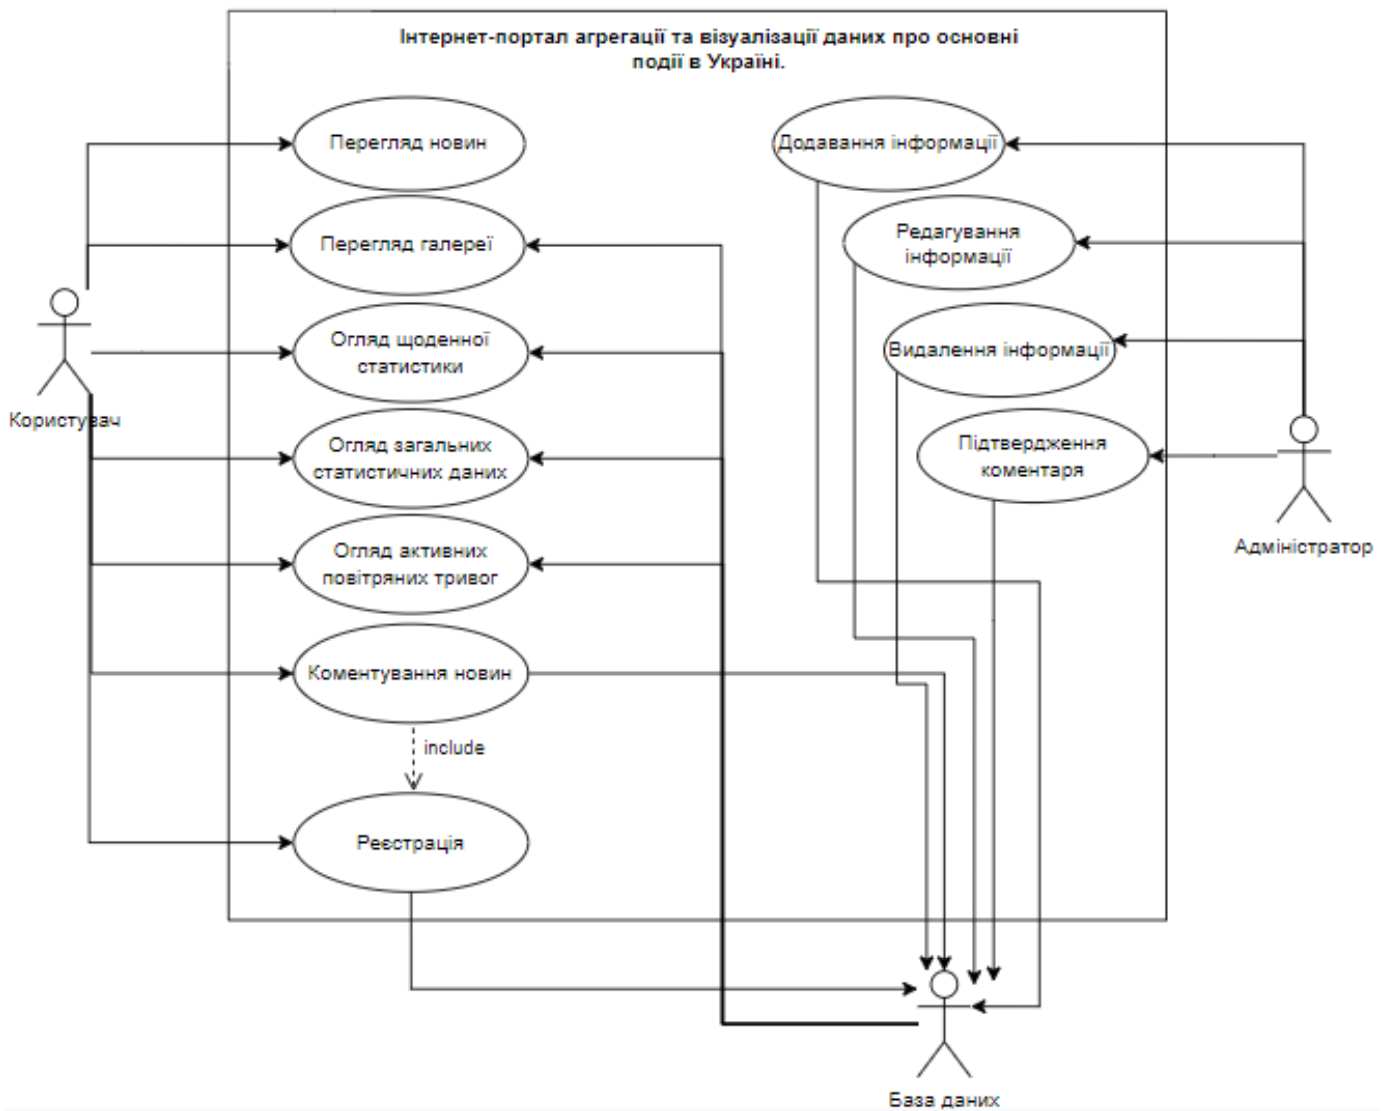 Інтернет-портал агрегації та візуалізації даних про основні
події в Україні.
Перегляд новин
Додавання інформації
Перегляд галереї
Редагування
інформації
Огляд щоденної
статистики
Видалення інформації
Користувач
Огляд загальних
статистичних даних
Підтвердження
коментаря
Адміністратор
Огляд активних
повітряних тривог
Коментування новин
include
Реєстрація
База даних